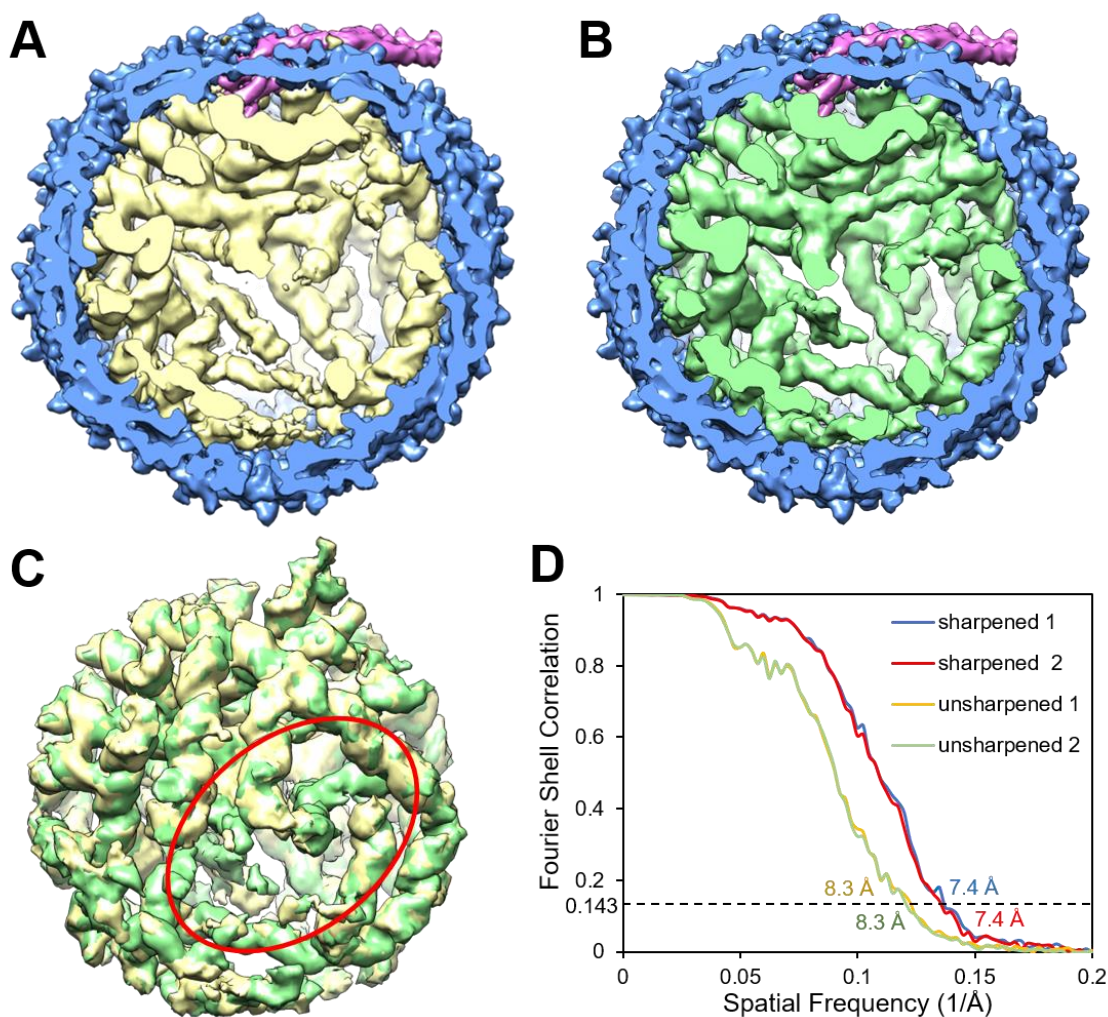 A
B
C
D
Fourier Shell Correlation
1
0.8
0.6
0.4
0.2
0.143
0
sharpened 1
sharpened 2
unsharpened 1
unsharpened 2
8.3 Å
7.4 Å
8.3 Å
7.4 Å
0
0.05
0.1
0.15
0.2
Spatial Frequency (1/Å)